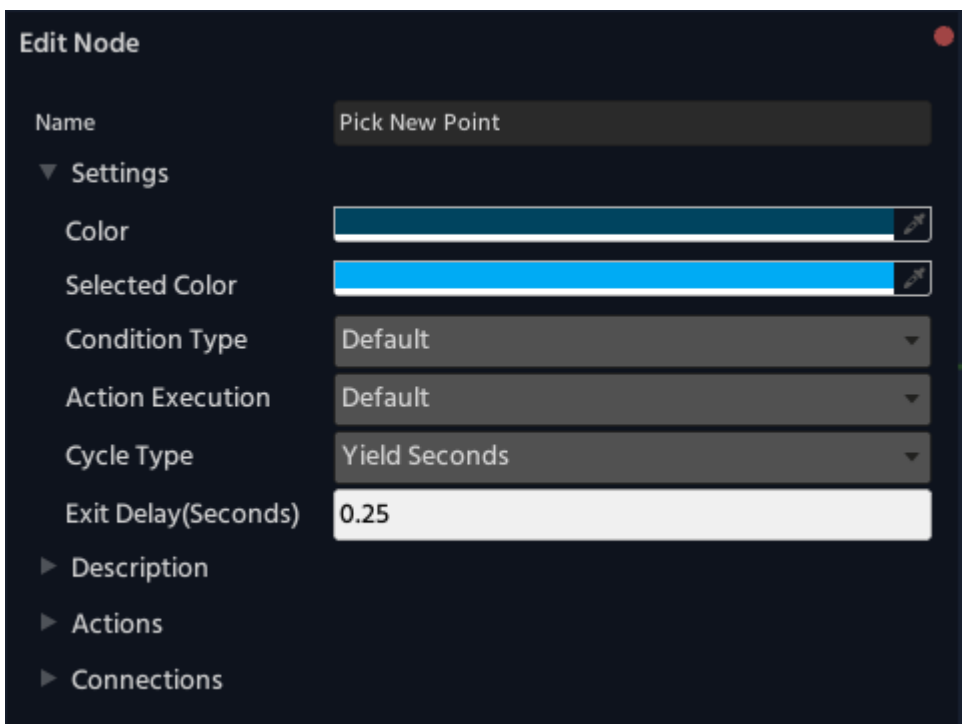 Edit Node
Name Pick New Point
Settings
Color
Selected Color
Condition Type Default
Action Execution Default
Cycle Type Yield Seconds
Exit Delay(Seconds) 0.25
Description
Actions
Connections